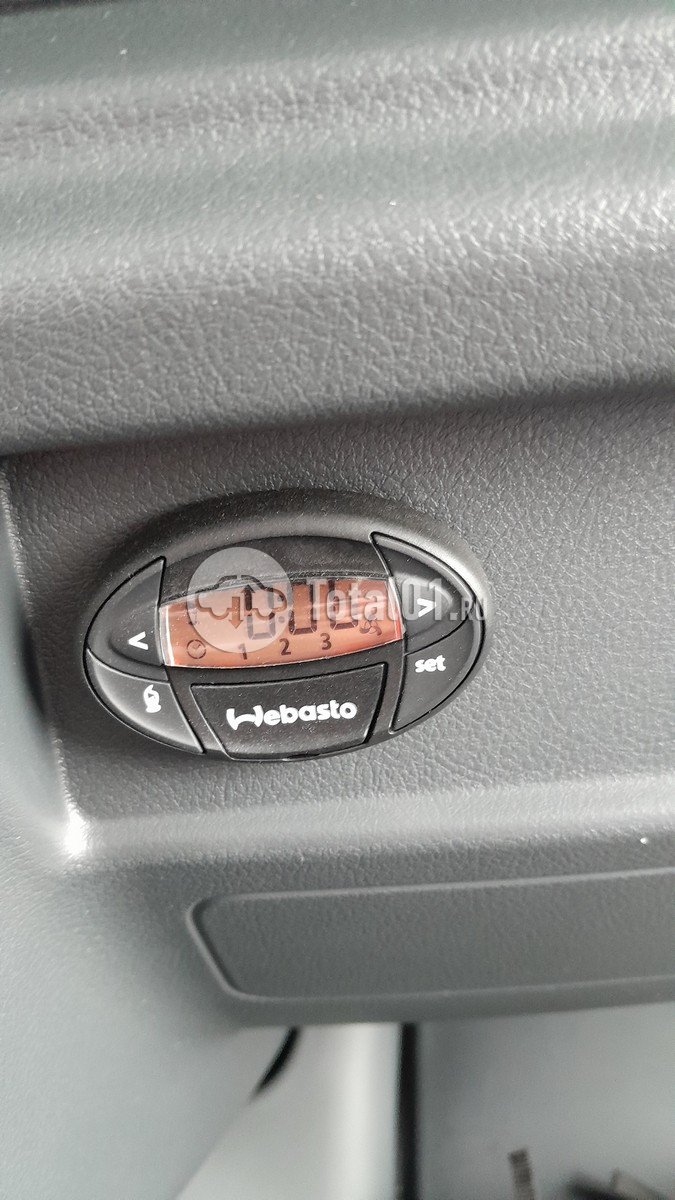 Total01.RU
< >
1 2 3
set
Webasto